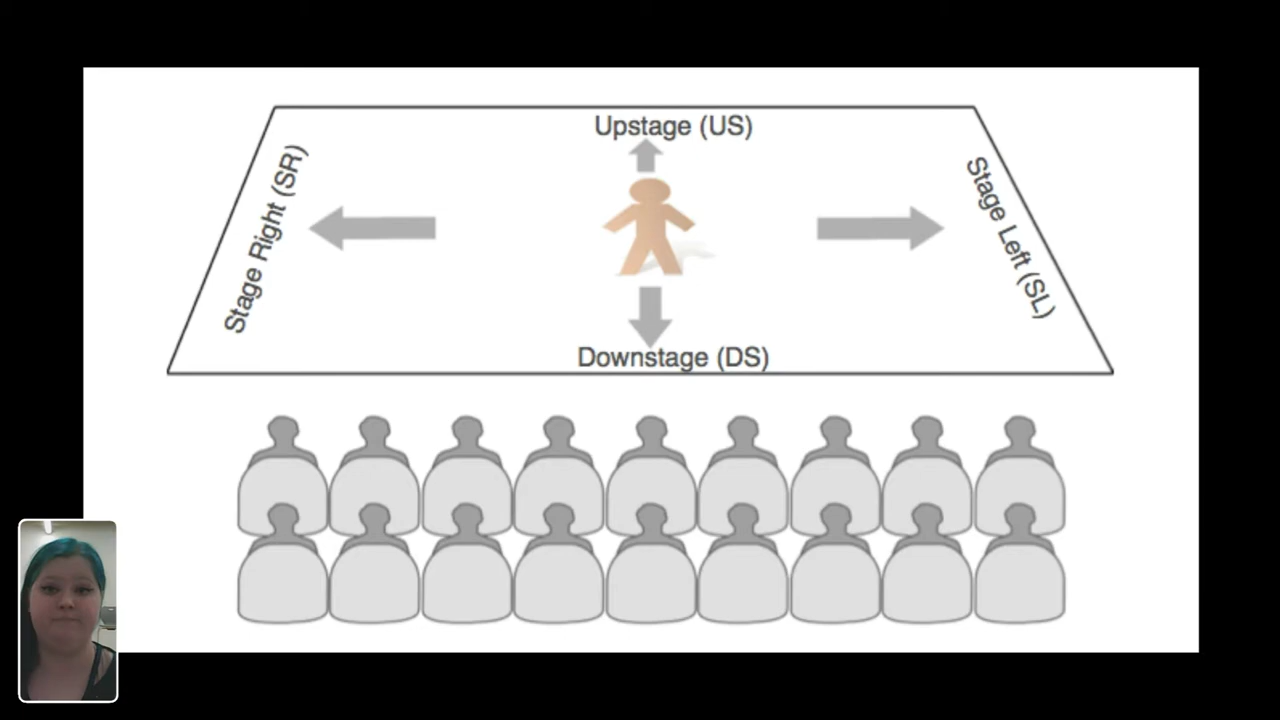 Upstage (US)
Stage Right (SR)
Stage Left (SL)
Downstage (DS)